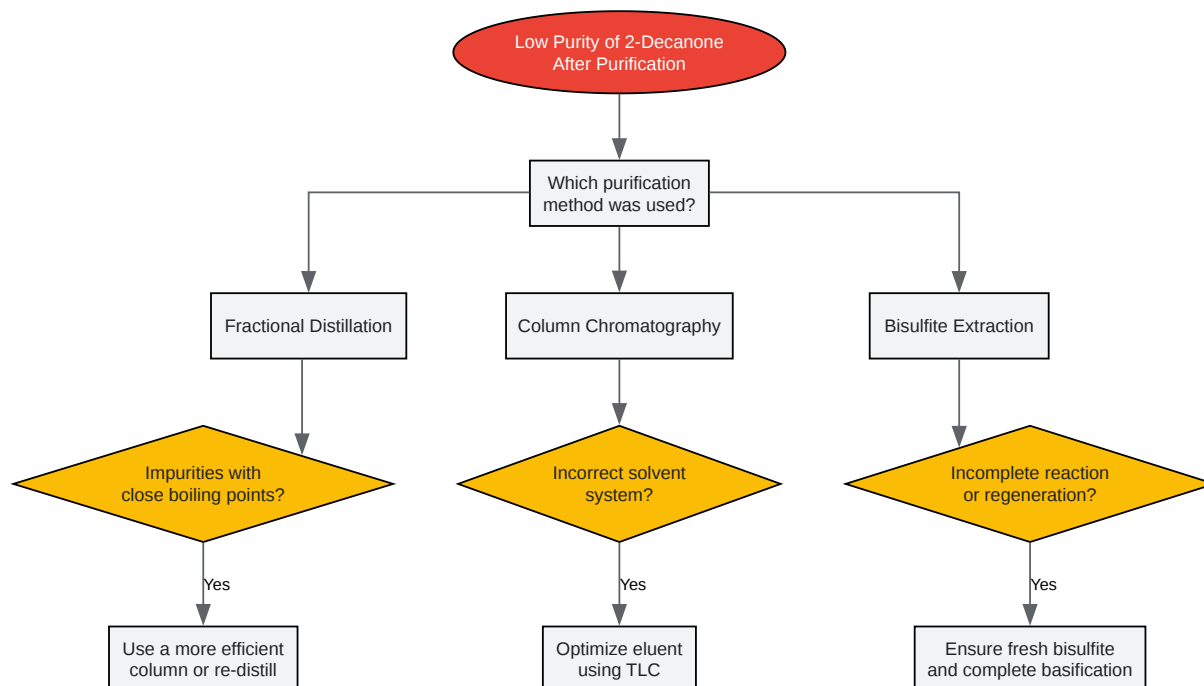 Low Purity of 2-Decanone
After Purification
Which purification
method was used?
Fractional Distillation
Column Chromatography
Bisulfite Extraction
Impurities with
close boiling points?
Incorrect solvent
system?
Incomplete reaction
or regeneration?
Yes
Yes
Yes
Use a more efficient
column or re-distill
Optimize eluent
using TLC
Ensure fresh bisulfite
and complete basification